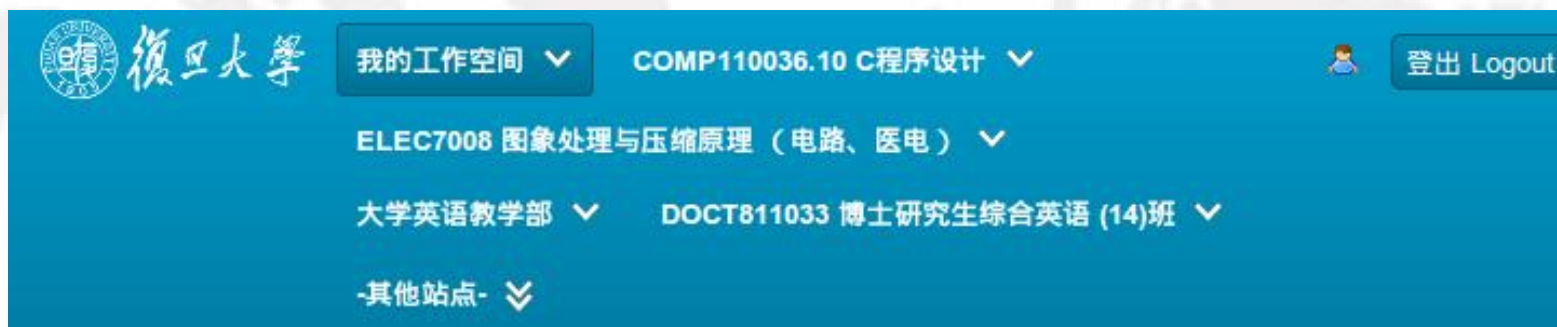 復旦大學 我的工作空间 COMP110036.10 C程序设计 登出 Logout
ELEC7008 图象处理与压缩原理 （电路、医电）
大学英语教学部 DOCT811033 博士研究生综合英语 (14)班
-其他站点-